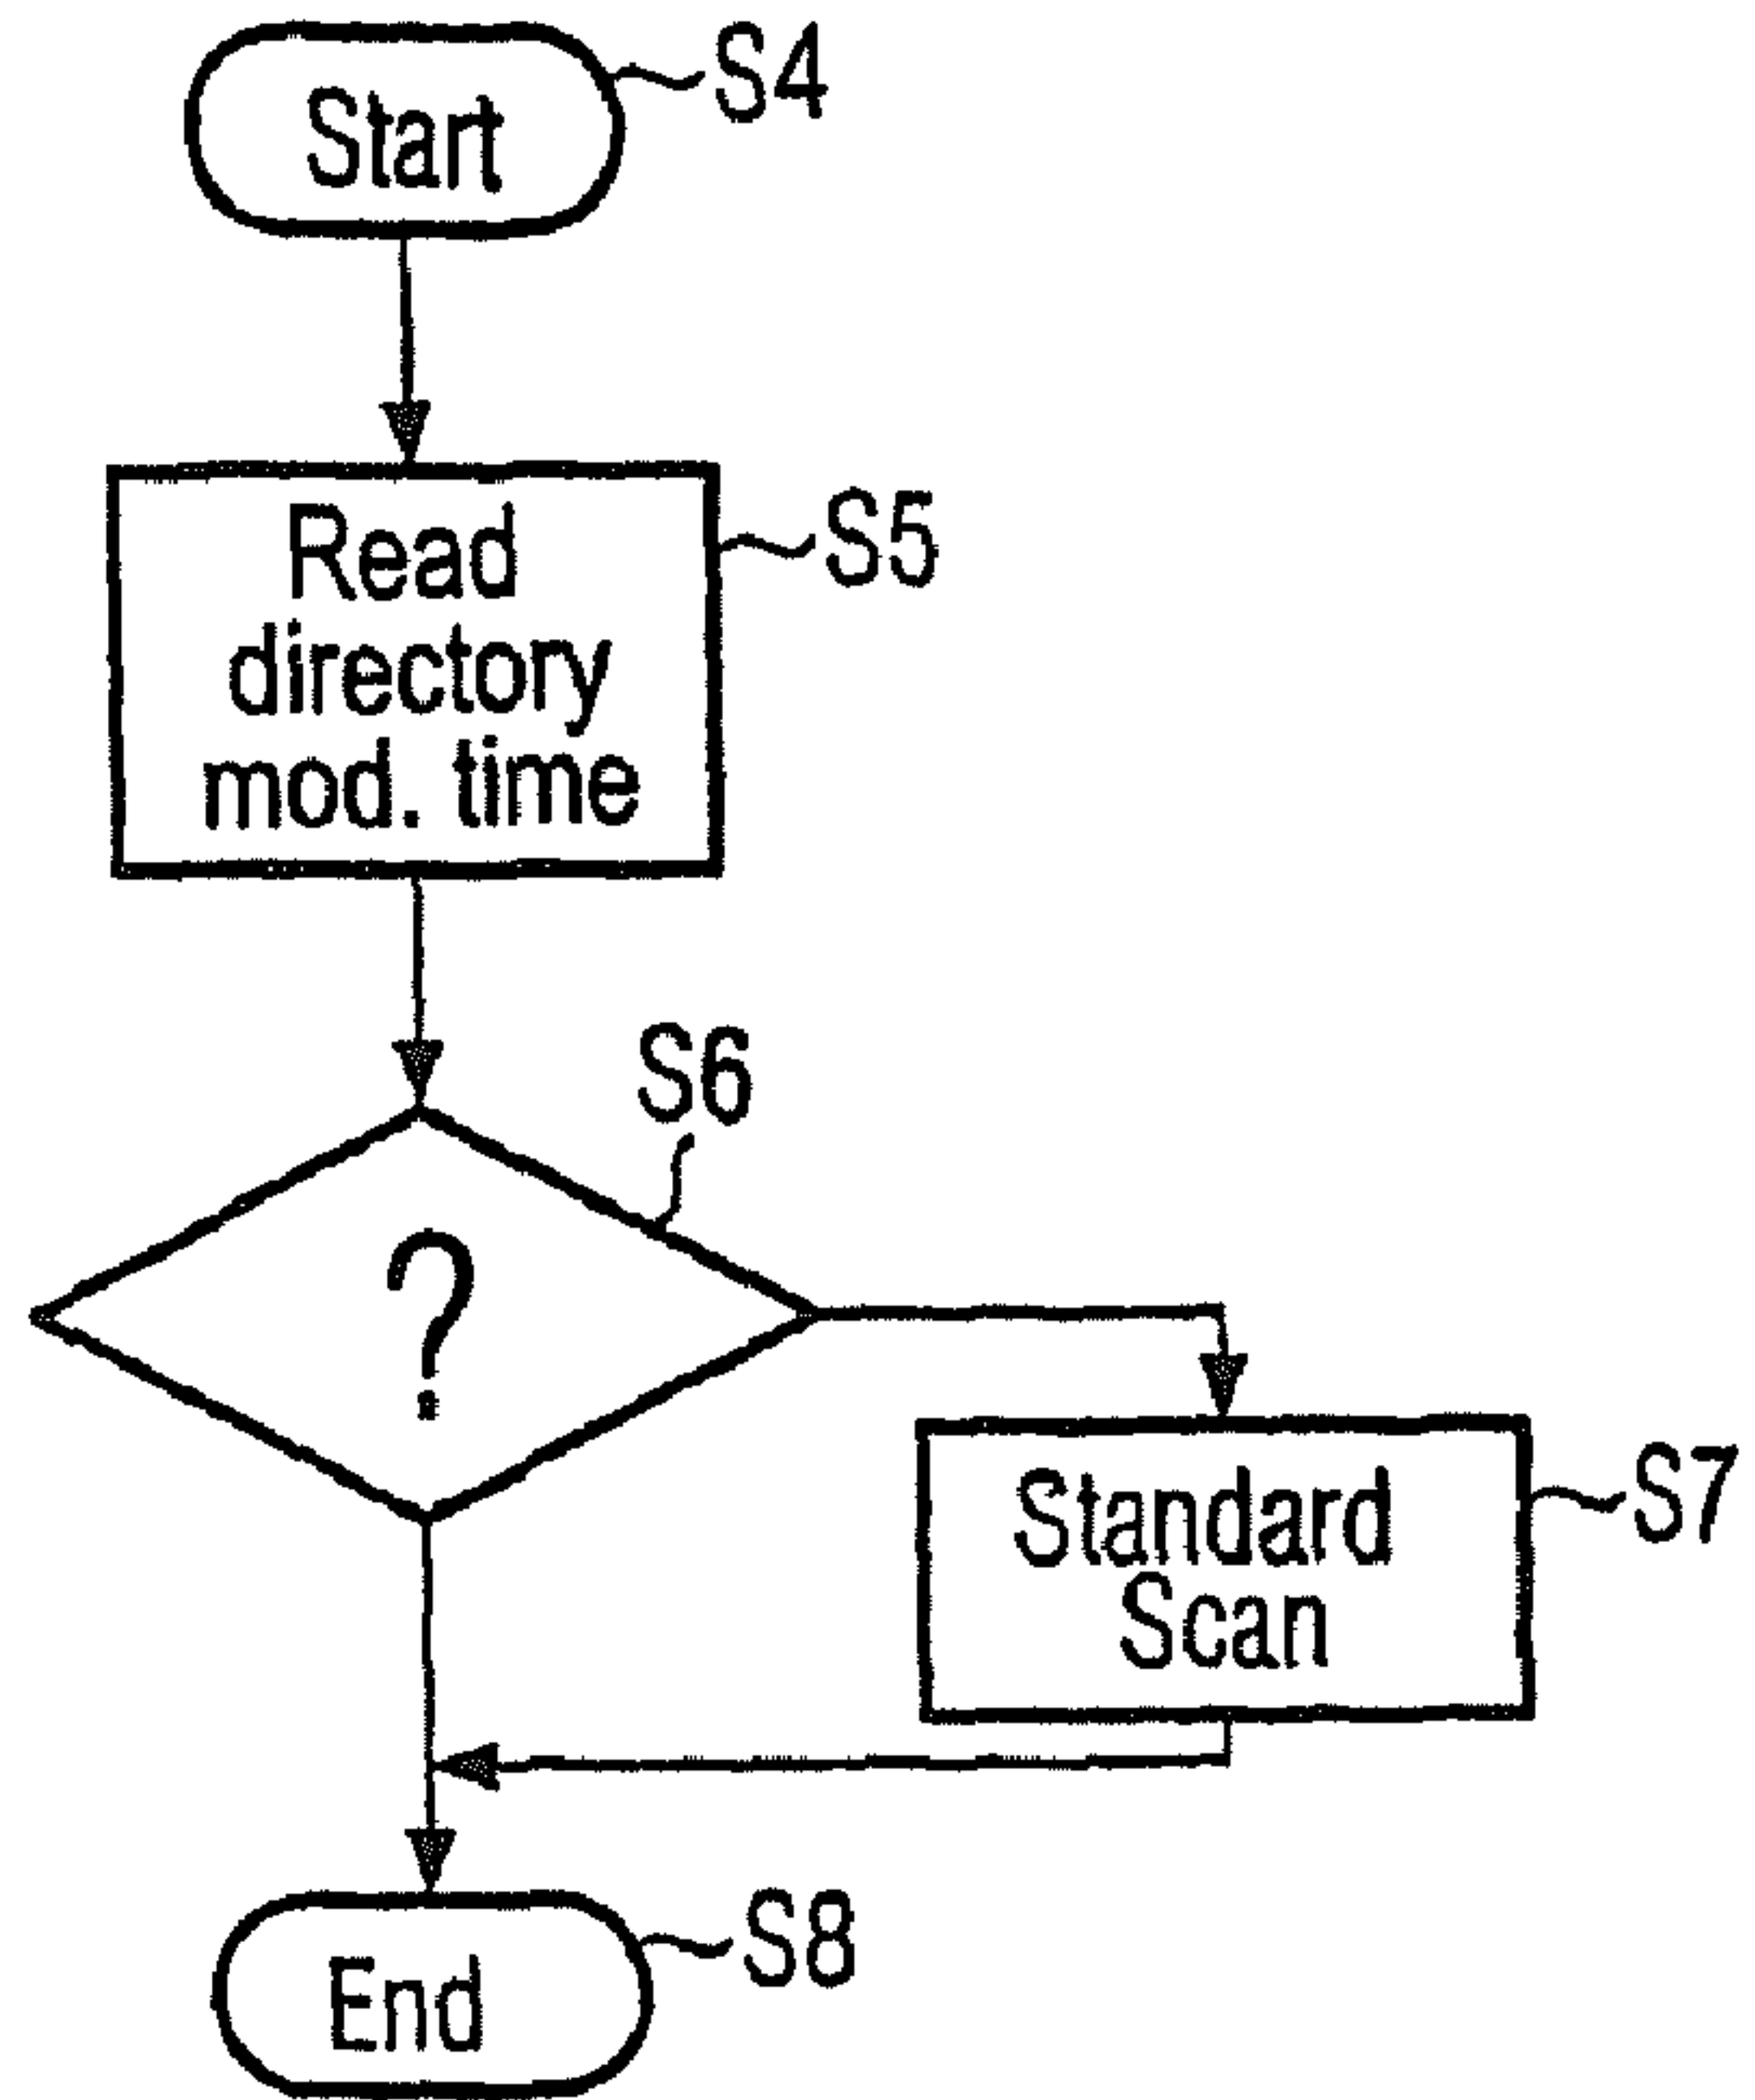 Start
S4
Read
directory
mod. time
S5
S6
?
Standard
Scan
S7
End
S8